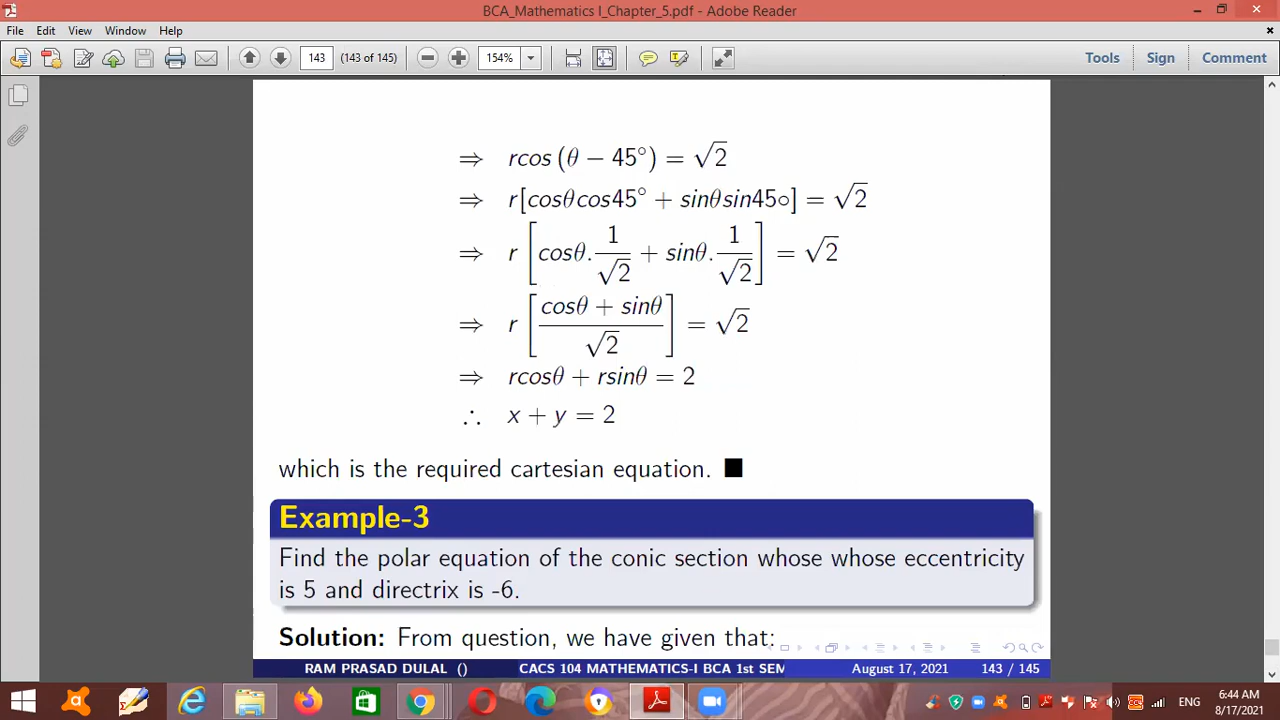 BCA_Mathematics I_Chapter_5.pdf - Adobe Reader
File Edit View Window Help
143 (143 of 145) 154% Tools Sign Comment
⇒ rcos (θ − 45°) = √2
⇒ r[cosθcos45° + sinθsin45○] = √2
⇒ r [cosθ. 1/√2 + sinθ. 1/√2] = √2
⇒ r [(cosθ + sinθ)/√2] = √2
⇒ rcosθ + rsinθ = 2
∴ x + y = 2
which is the required cartesian equation. ■
Example-3
Find the polar equation of the conic section whose whose eccentricity
is 5 and directrix is -6.
Solution: From question, we have given that:
RAM PRASAD DULAL () CACS 104 MATHEMATICS-I BCA 1st SEM August 17, 2021 143 / 145
ENG 6:44 AM
8/17/2021